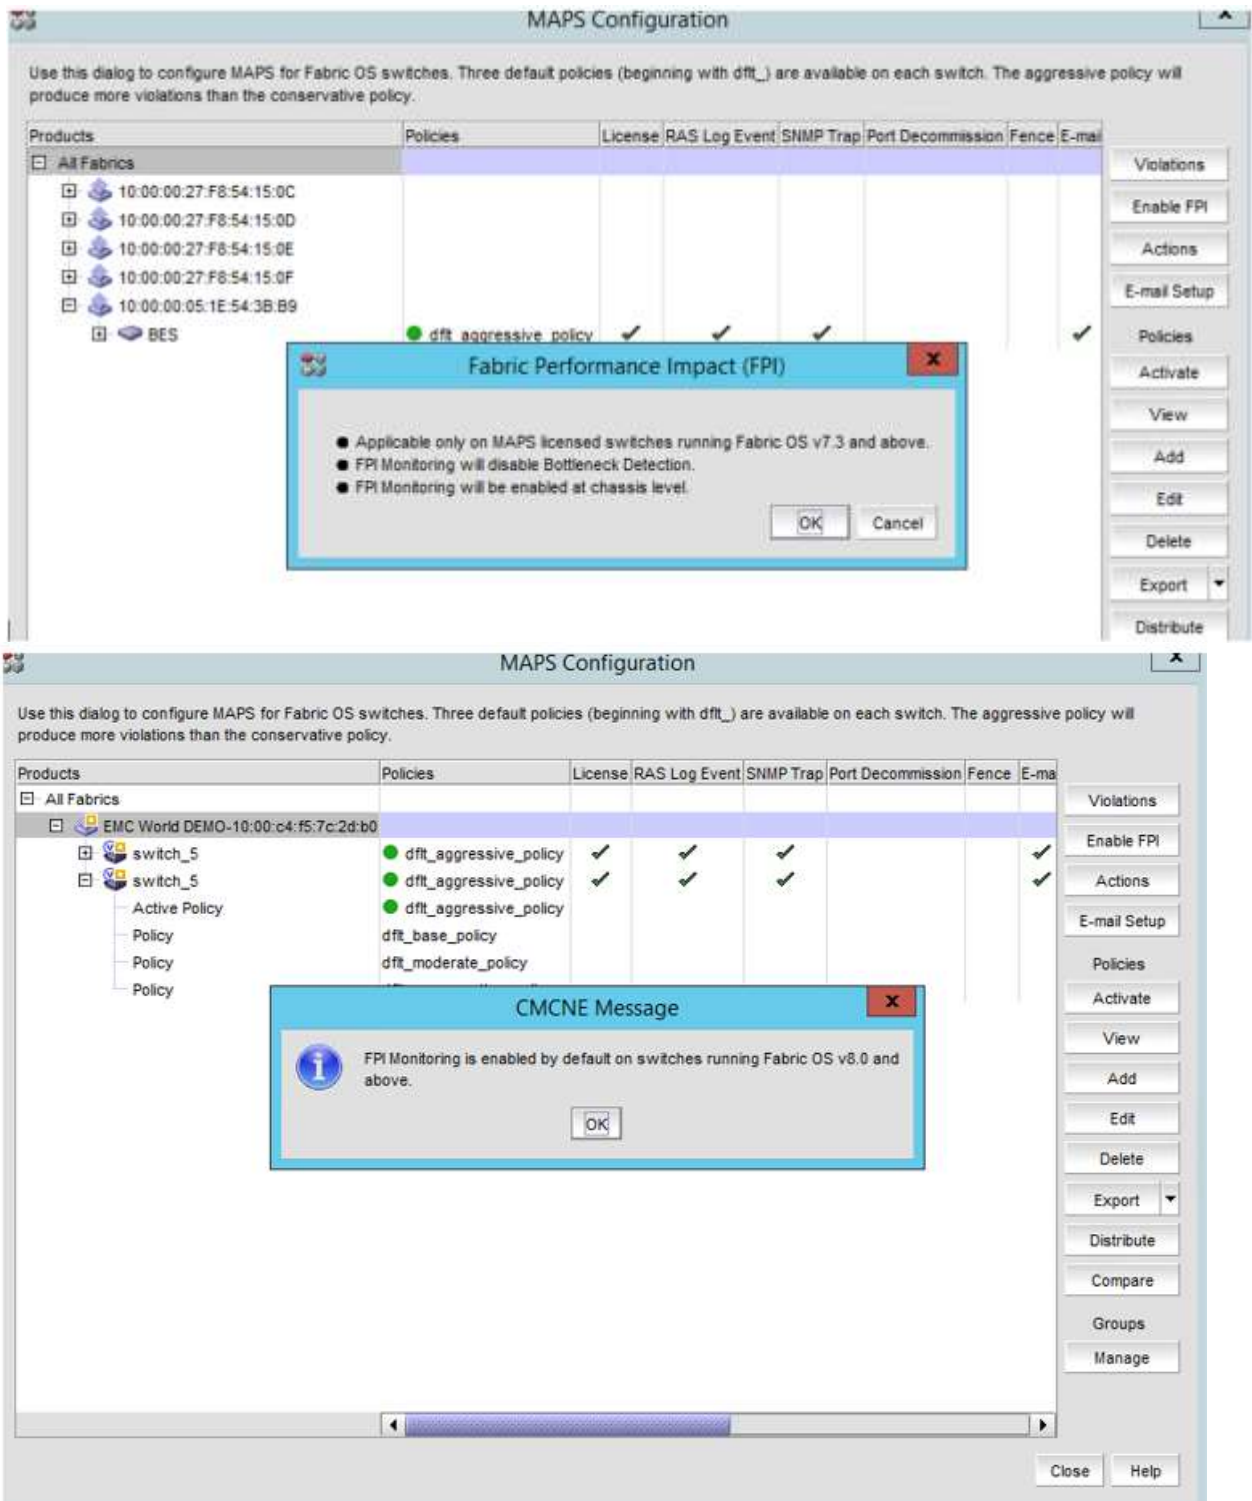 MAPS Configuration
x
Use this dialog to configure MAPS for Fabric OS switches. Three default policies (beginning with dflt_) are available on each switch. The aggressive policy will
produce more violations than the conservative policy.
Products Policies License RAS Log Event SNMP Trap Port Decommission Fence E-mail
All Fabrics
Violations
10:00:00:27:F8:54:15:0C
Enable FPI
10:00:00:27:F8:54:15:0D
10:00:00:27:F8:54:15:0E
Actions
10:00:00:27:F8:54:15:0F
E-mail Setup
10:00:00:05:1E:54:3B:B9
BES dflt_aggressive_policy
Policies
Fabric Performance Impact (FPI)
x
Activate
View
Applicable only on MAPS licensed switches running Fabric OS v7.3 and above.
FPI Monitoring will disable Bottleneck Detection.
Add
FPI Monitoring will be enabled at chassis level.
Edit
OK Cancel
Delete
Export
Distribute
MAPS Configuration
x
Use this dialog to configure MAPS for Fabric OS switches. Three default policies (beginning with dflt_) are available on each switch. The aggressive policy will
produce more violations than the conservative policy.
Products Policies License RAS Log Event SNMP Trap Port Decommission Fence E-ma
All Fabrics
Violations
EMC World DEMO-10:00:c4:f5:7c:2d:b0
Enable FPI
switch_5 dflt_aggressive_policy
switch_5 dflt_aggressive_policy
Actions
Active Policy dflt_aggressive_policy
E-mail Setup
Policy dflt_base_policy
Policy dflt_moderate_policy
Policies
Policy
Activate
CMCNE Message
x
View
FPI Monitoring is enabled by default on switches running Fabric OS v8.0 and
above.
Add
OK
Edit
Delete
Export
Distribute
Compare
Groups
Manage
Close Help